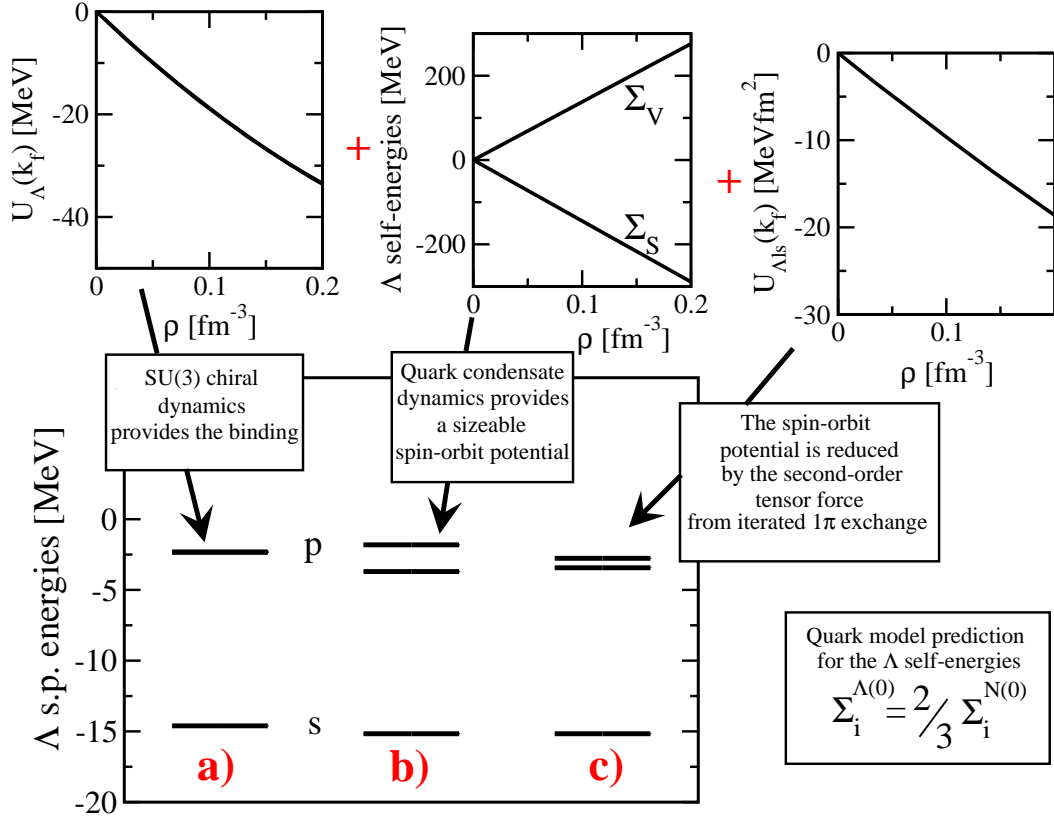 U_Λ(k_f) [MeV]
0
-20
-40
0
0.1
0.2
ρ [fm^-3]
+
Λ self-energies [MeV]
200
0
-200
Σ_V
Σ_S
0
0.1
0.2
ρ [fm^-3]
+
U_Λls(k_f) [MeVfm^2]
0
-10
-20
-30
0
0.1
ρ [fm^-3]
SU(3) chiral
dynamics
provides the binding
Quark condensate
dynamics provides
a sizeable
spin-orbit potential
The spin-orbit
potential is reduced
by the second-order
tensor force
from iterated 1π exchange
Λ s.p. energies [MeV]
0
-5
-10
-15
-20
p
s
a)
b)
c)
Quark model prediction
for the Λ self-energies
Σ_i^Λ(0) = 2/3 Σ_i^N(0)